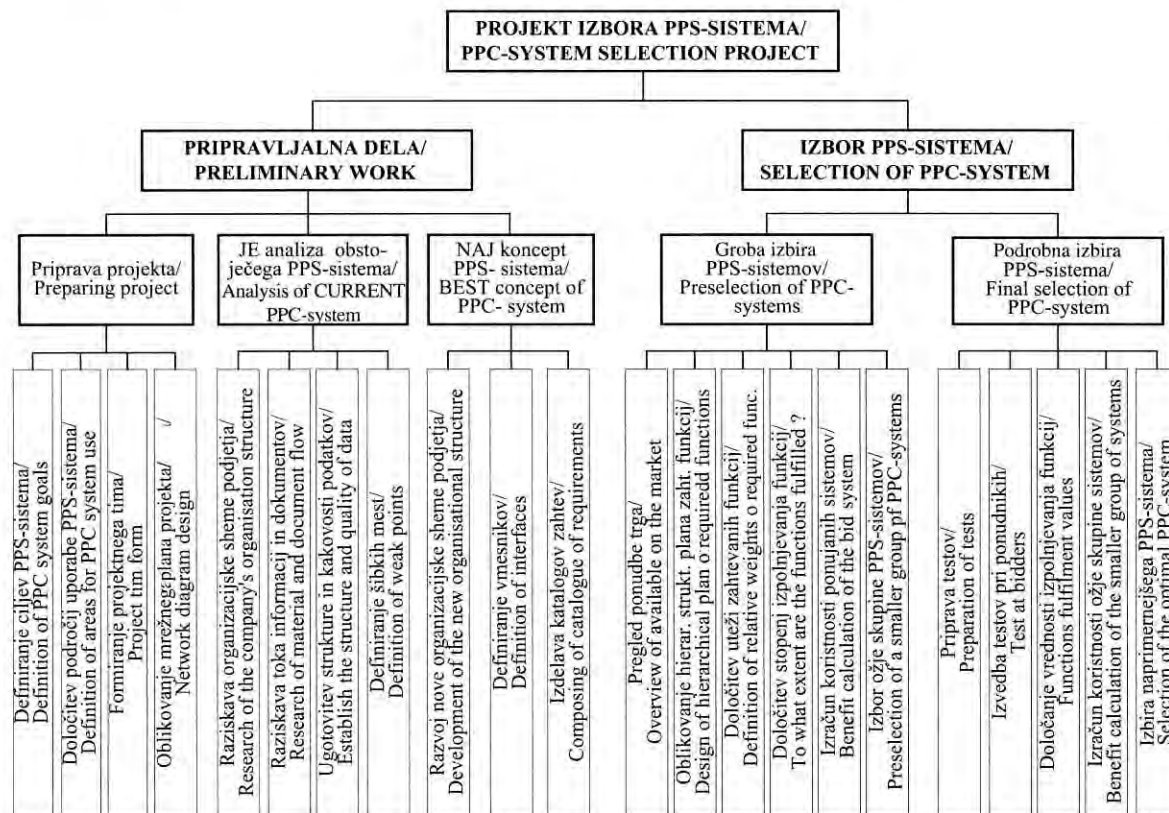 PROJEKT IZBORA PPS-SISTEMA/
PPC-SYSTEM SELECTION PROJECT
PRIPRAVLJALNA DELA/
PRELIMINARY WORK
IZBOR PPS-SISTEMA/
SELECTION OF PPC-SYSTEM
Priprava projekta/
Preparing project
JE analiza obsto-
ječega PPS-sistema/
Analysis of CURRENT
PPC-system
NAJ koncept
PPS- sistema/
BEST concept of
PPC- system
Groba izbira
PPS-sistemov/
Preselection of PPC-
systems
Podrobna izbira
PPS-sistema/
Final selection of
PPC-system
Definiranje ciljev PPS-sistema/
Definition of PPC system goals
Določitev področij uporabe PPS-sistema/
Definition of areas for PPC system use
Formiranje projektnega tima/
Project tim form
Oblikovanje mrežneg plana projekta/
Network diagram design
Raziskava organizacijske sheme podjetja/
Research of the company's organisation structure
Raziskava toka informacij in dokumentov/
Research of material and document flow
Ugotovitev strukture in kakovosti podatkov/
Establish the structure and quality of data
Definiranje šibkih mest/
Definition of weak points
Razvoj nove organizacijske sheme podjetja/
Development of the new organisational structure
Definiranje vmesnikov/
Definition of interfaces
Izdelava katalogov zahtev/
Composing of catalogue of requirements
Pregled ponudbe trga/
Overview of available on the market
Oblikovanje hierar. strukt. plana zaht. funkcij/
Design of hierarchical plan o requiredd functions
Določitev uteži zahtevanih funkcij/
Definition of relative weights o required func.
Določitev stopenj izpolnjevanja funkcij/
To what extent are the functions fulfilled ?
Izračun koristnosti ponujanih sistemov/
Benefit calculation of the bid system
Izbor ožje skupine PPS-sistemov/
Preselection of a smaller group pf PPC-systems
Priprava testov/
Preparation of tests
Izvedba testov pri ponudnikih/
Test at bidders
Določanje vrednosti izpolnjevanja funkcij/
Functions fulfilment values
Izračun koristnosti ožje skupine sistemov/
Benefit calculation of the smaller group of systems
Izbira naprimernejšega PPS-sistema/
Selection of the optimal PPC-system